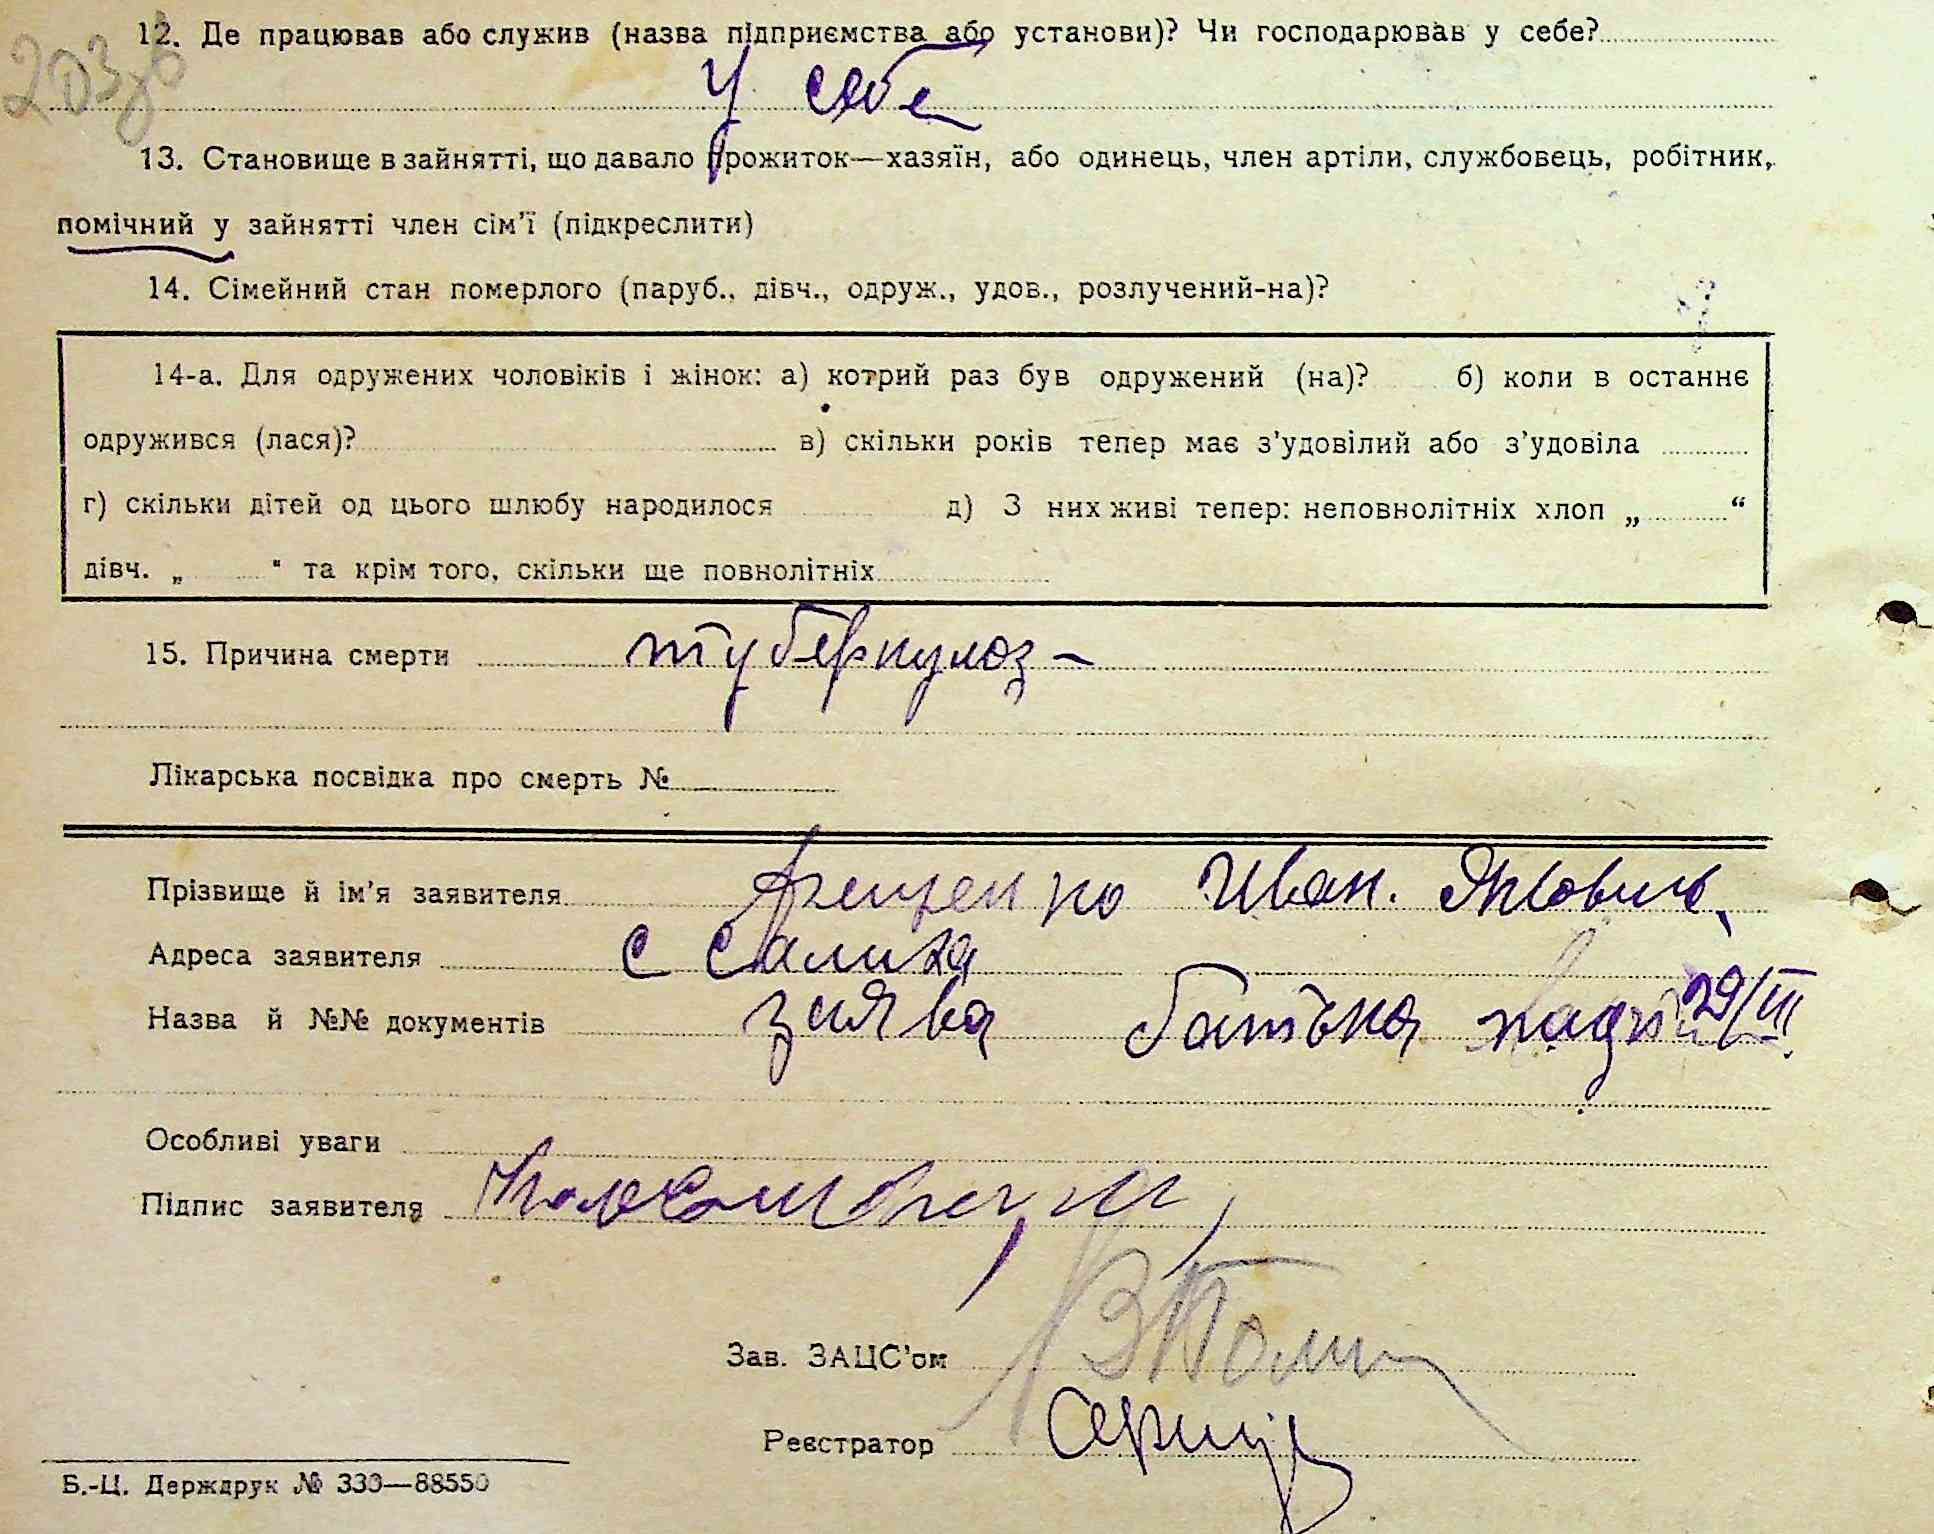 12. Де працював або служив (назва підприємства або установи)? Чи господарював у себе?
у себе
13. Становище в зайнятті, що давало прожиток—хазяїн, або одинець, член артіли, службовець, робітник,
помічний у зайнятті член сім'ї (підкреслити)
14. Сімейний стан померлого (паруб., дівч., одруж., удов., розлучений-на)?
14-а. Для одружених чоловіків і жінок: а) котрий раз був одружений (на)? б) коли в останнє
одружився (лася)? в) скільки років тепер має з'удовілий або з'удовіла
г) скільки дітей од цього шлюбу народилося д) З них живі тепер: неповнолітніх хлоп „ “
дівч. „ “ та крім того, скільки ще повнолітніх
15. Причина смерти туберкулоз –
Лікарська посвідка про смерть №
Прізвище й ім'я заявителя Иван.
Адреса заявителя с Салиха
Назва й №№ документів заява батька 29/III
Особливі уваги
Підпис заявителя
Зав. ЗАЦС'ом
Реєстратор
Б.-Ц. Держдрук № 330—88550